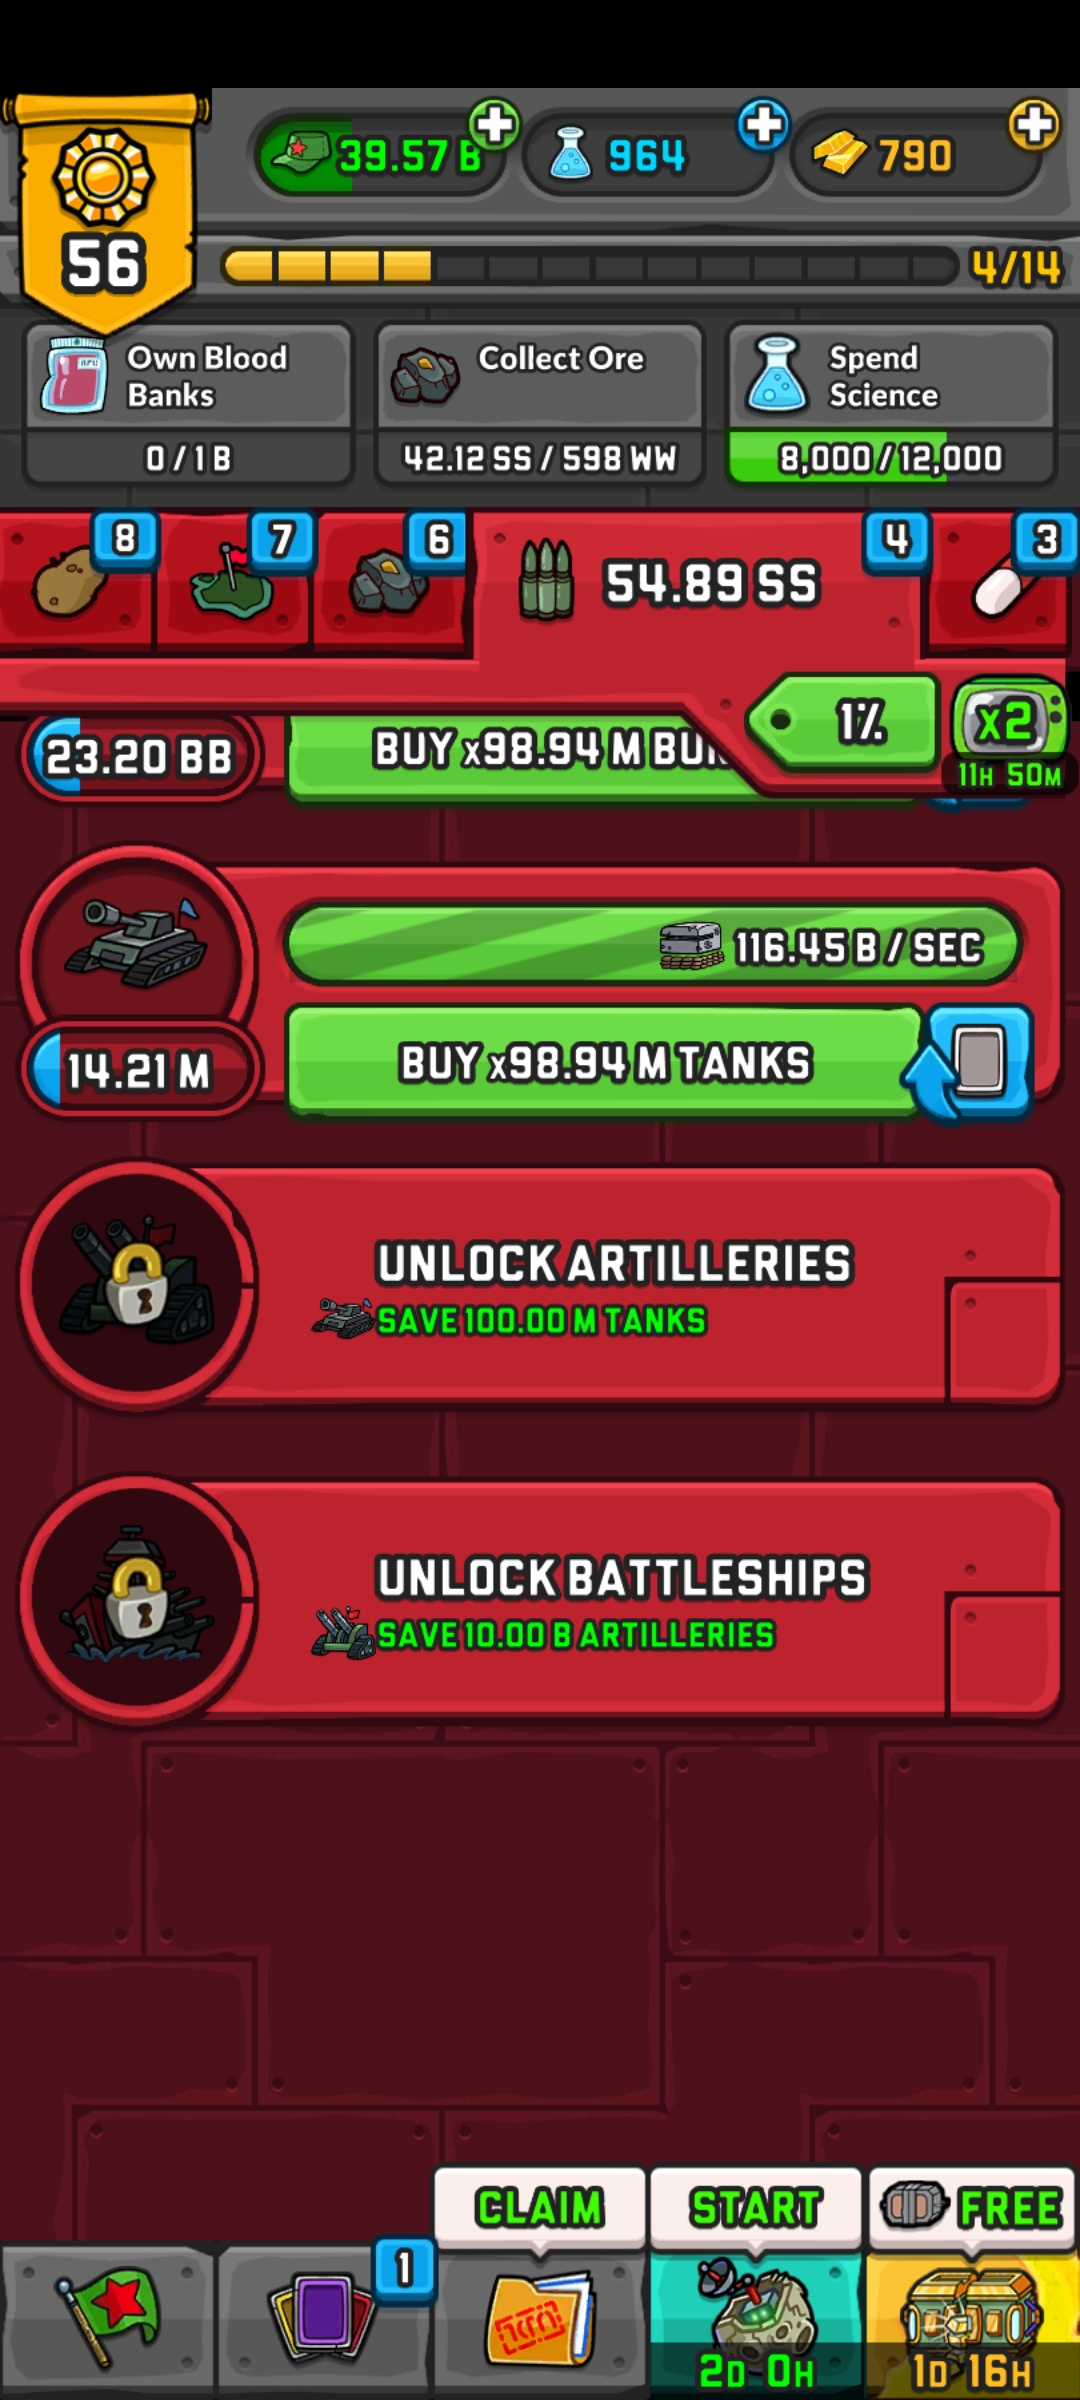 39.57 B
964
790
56
4/14
Own Blood
Banks
0 / 1 B
Collect Ore
42.12 SS / 598 WW
Spend
Science
8,000 / 12,000
8
7
6
54.89 SS
4
3
1%
x2
11H 50M
23.20 BB
BUY x98.94 M
116.45 B / SEC
14.21 M
BUY x98.94 M TANKS
UNLOCK ARTILLERIES
SAVE 100.00 M TANKS
UNLOCK BATTLESHIPS
SAVE 10.00 B ARTILLERIES
CLAIM
START
FREE
1
2D 0H
1D 16H